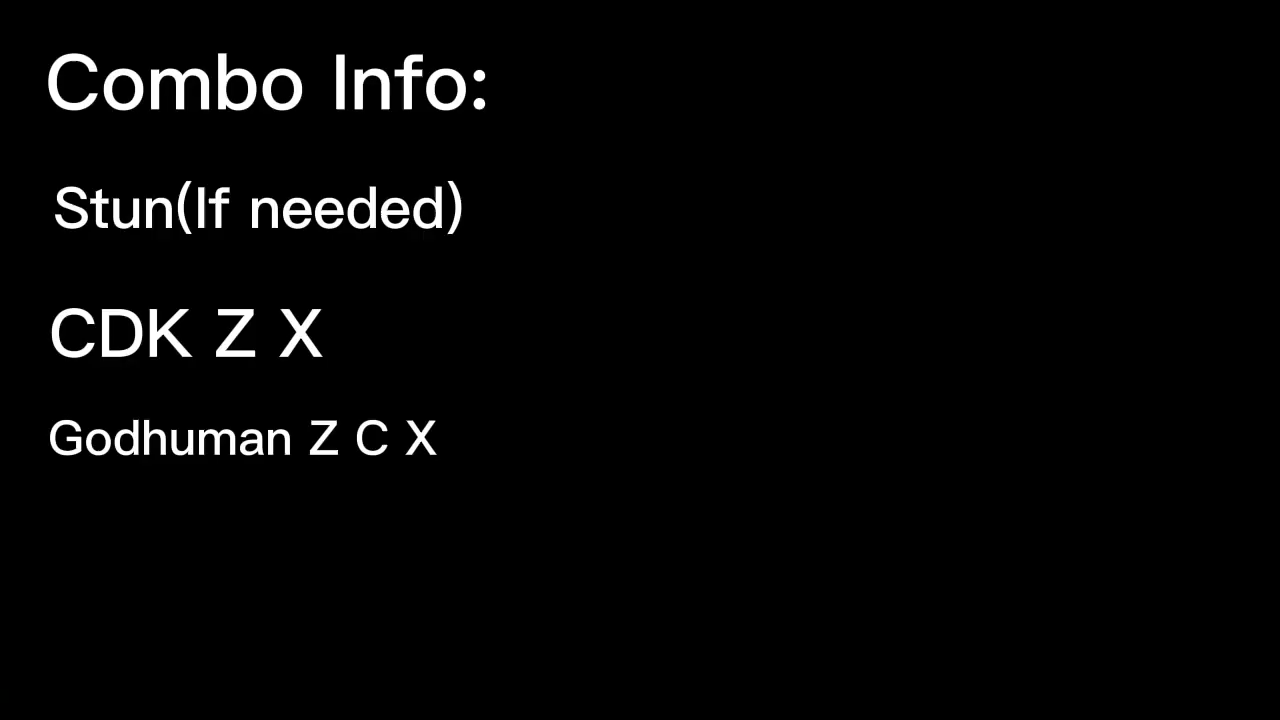 Combo Info:
Stun(If needed)
CDK Z X
Godhuman Z C X